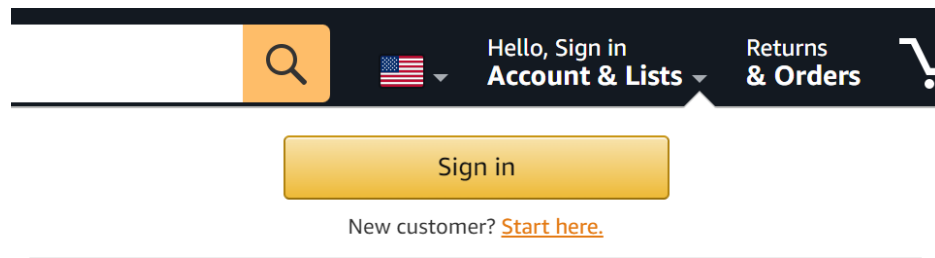 Hello, Sign in
Account & Lists
Returns
& Orders
Sign in
New customer? Start here.